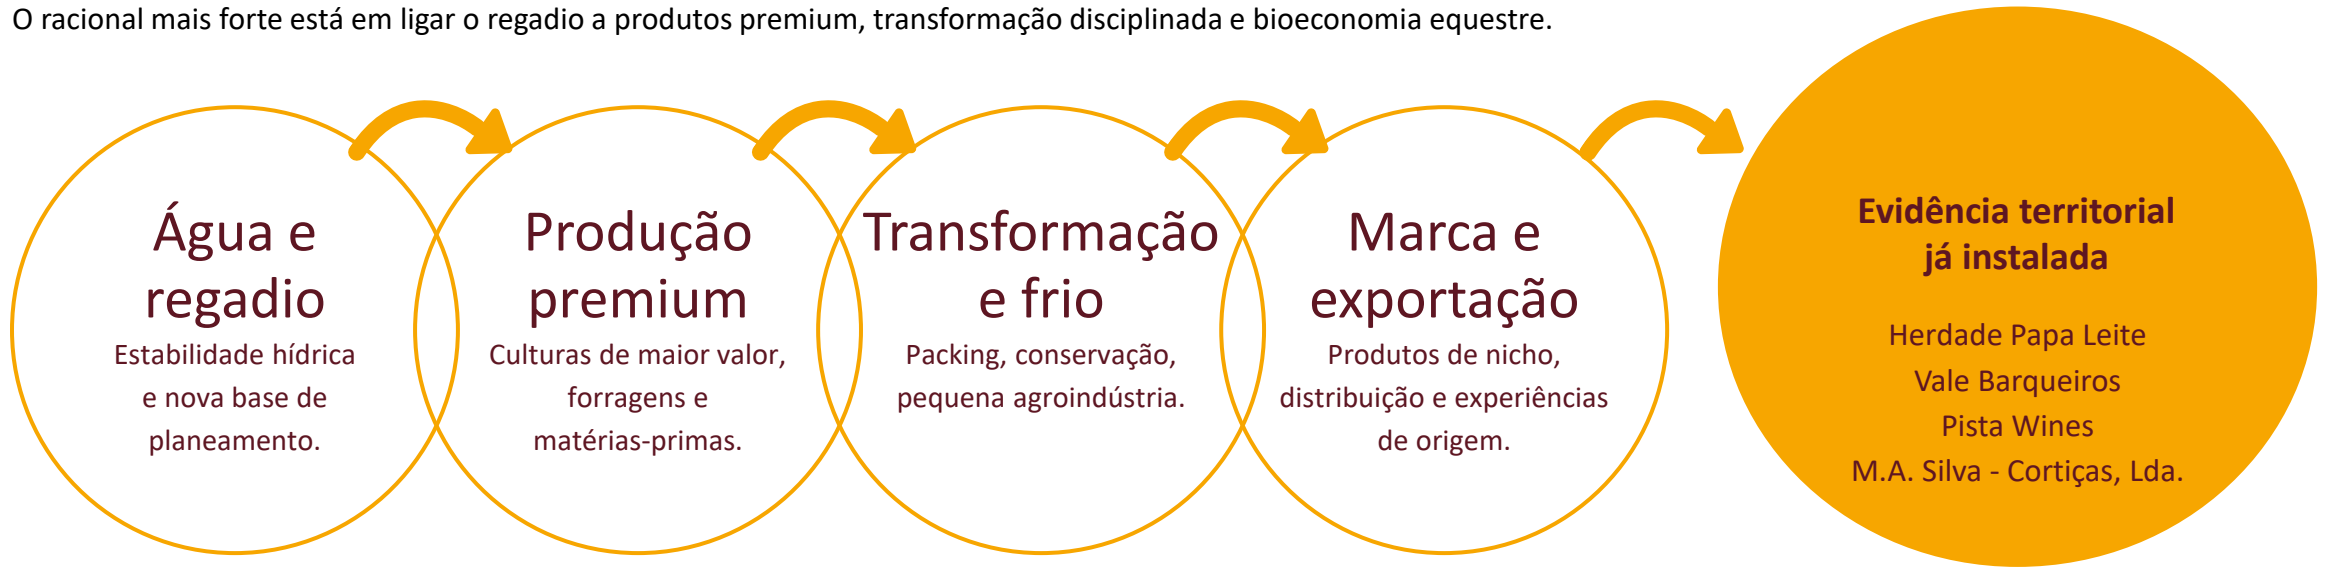 O racional mais forte está em ligar o regadio a produtos premium, transformação disciplinada e bioeconomia equestre.
Água e
regadio
Estabilidade hídrica
e nova base de
planeamento.
Produção
premium
Culturas de maior valor,
forragens e
matérias-primas.
Transformação
e frio
Packing, conservação,
pequena agroindústria.
Marca e
exportação
Produtos de nicho,
distribuição e experiências
de origem.
Evidência territorial
já instalada
Herdade Papa Leite
Vale Barqueiros
Pista Wines
M.A. Silva - Cortiças, Lda.